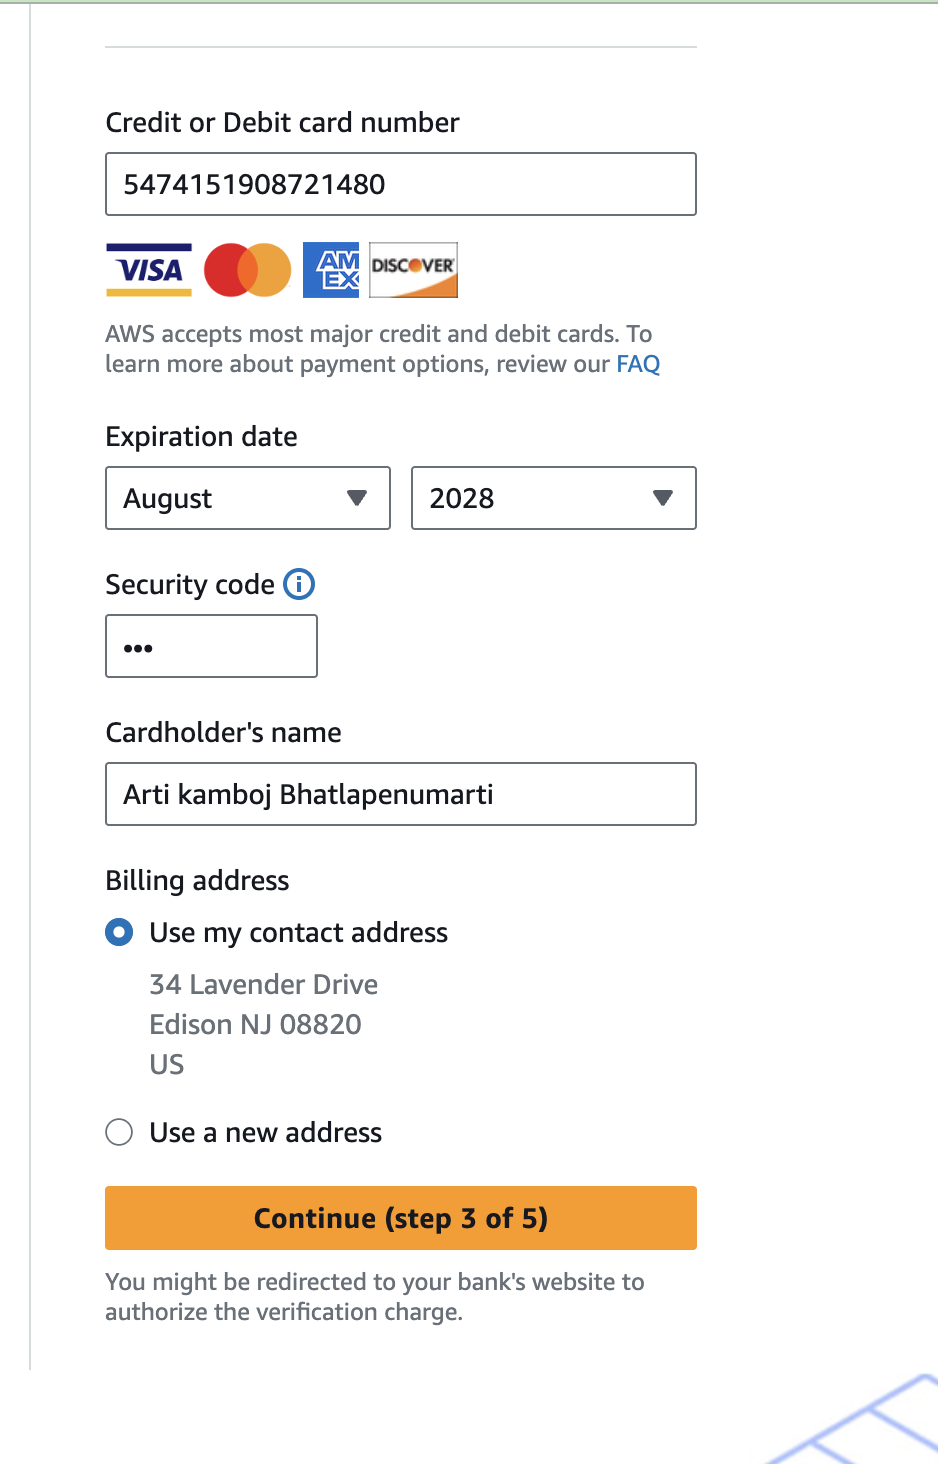 Credit or Debit card number
5474151908721480
VISA
AM
EX
DISCOVER
AWS accepts most major credit and debit cards. To
learn more about payment options, review our FAQ
Expiration date
August
2028
Security code
•••
Cardholder's name
Arti kamboj Bhatlapenumarti
Billing address
Use my contact address
34 Lavender Drive
Edison NJ 08820
US
Use a new address
Continue (step 3 of 5)
You might be redirected to your bank's website to
authorize the verification charge.